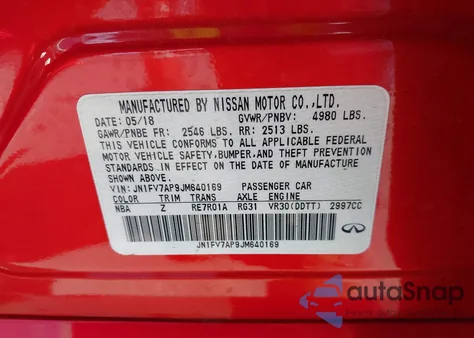 MANUFACTURED BY NISSAN MOTOR CO.,LTD.
DATE: 05/18 GVWR/PNBV: 4980 LBS.
GAWR/PNBE FR: 2546 LBS. RR: 2513 LBS.
THIS VEHICLE CONFORMS TO ALL APPLICABLE FEDERAL
MOTOR VEHICLE SAFETY,BUMPER,AND THEFT PREVENTION
STANDARDS IN EFFECT ON THE DATE OF MANUFACTURE
SHOWN ABOVE.
VIN: JN1FV7AP9JM640169 PASSENGER CAR
COLOR TRIM TRANS AXLE ENGINE
NBA Z RE7R01A RG31 VR30(DDTT) 2997CC
JN1FV7AP9JM640169
INFINITI
autoSnap